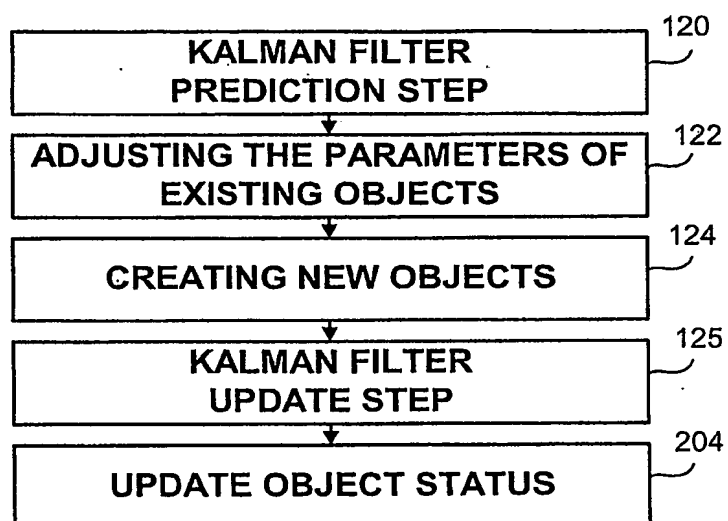 120
KALMAN FILTER
PREDICTION STEP
122
ADJUSTING THE PARAMETERS OF
EXISTING OBJECTS
124
CREATING NEW OBJECTS
125
KALMAN FILTER
UPDATE STEP
204
UPDATE OBJECT STATUS